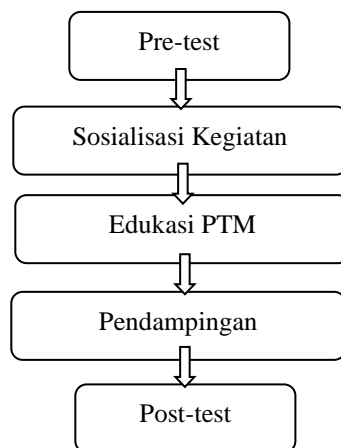 Pre-test
Sosialisasi Kegiatan
Edukasi PTM
Pendampingan
Post-test